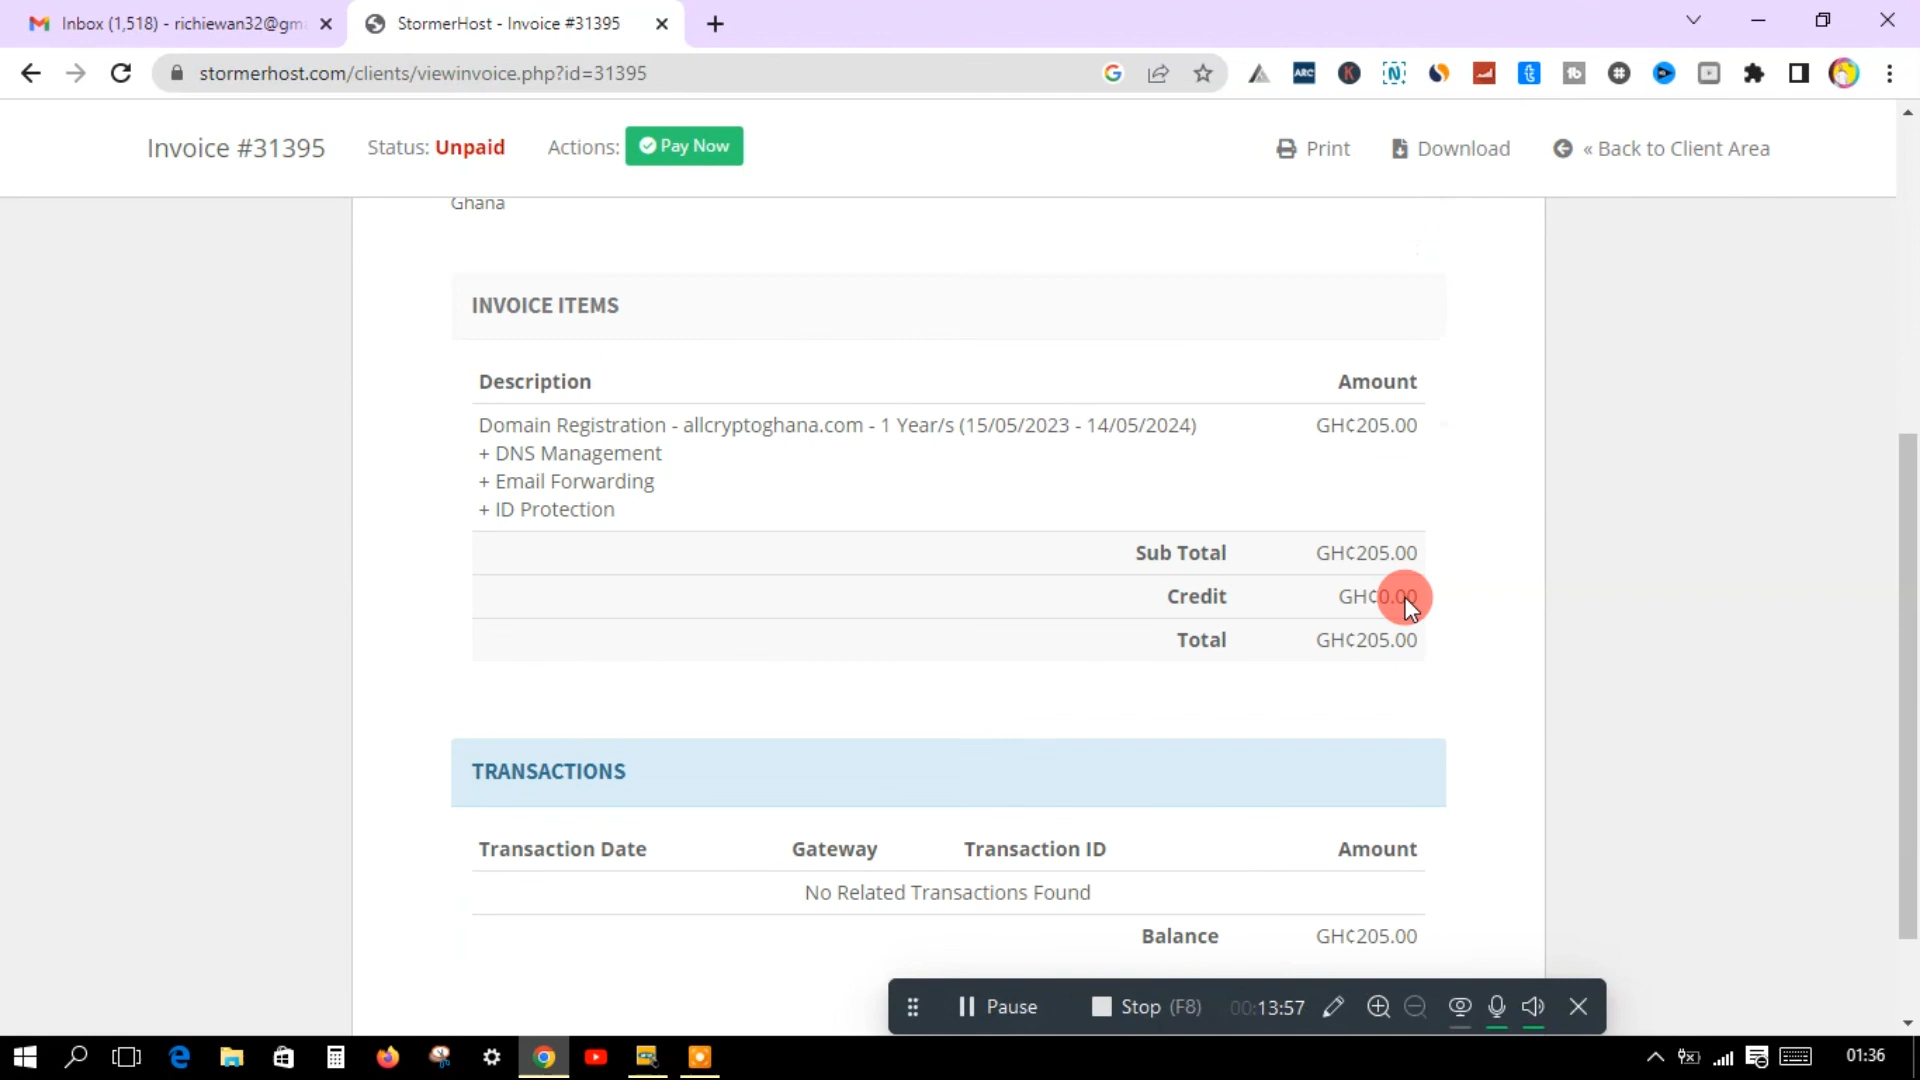 Inbox (1,518) - richiewan32@gm
StormerHost - Invoice #31395
stormerhost.com/clients/viewinvoice.php?id=31395
Invoice #31395
Status: Unpaid
Actions: Pay Now
Print
Download
« Back to Client Area
Ghana
INVOICE ITEMS
Description Amount
Domain Registration - allcryptoghana.com - 1 Year/s (15/05/2023 - 14/05/2024) GH¢205.00
+ DNS Management
+ Email Forwarding
+ ID Protection
Sub Total GH¢205.00
Credit GH¢0.00
Total GH¢205.00
TRANSACTIONS
Transaction Date Gateway Transaction ID Amount
No Related Transactions Found
Balance GH¢205.00
Pause Stop (F8) 00:13:57
01:36